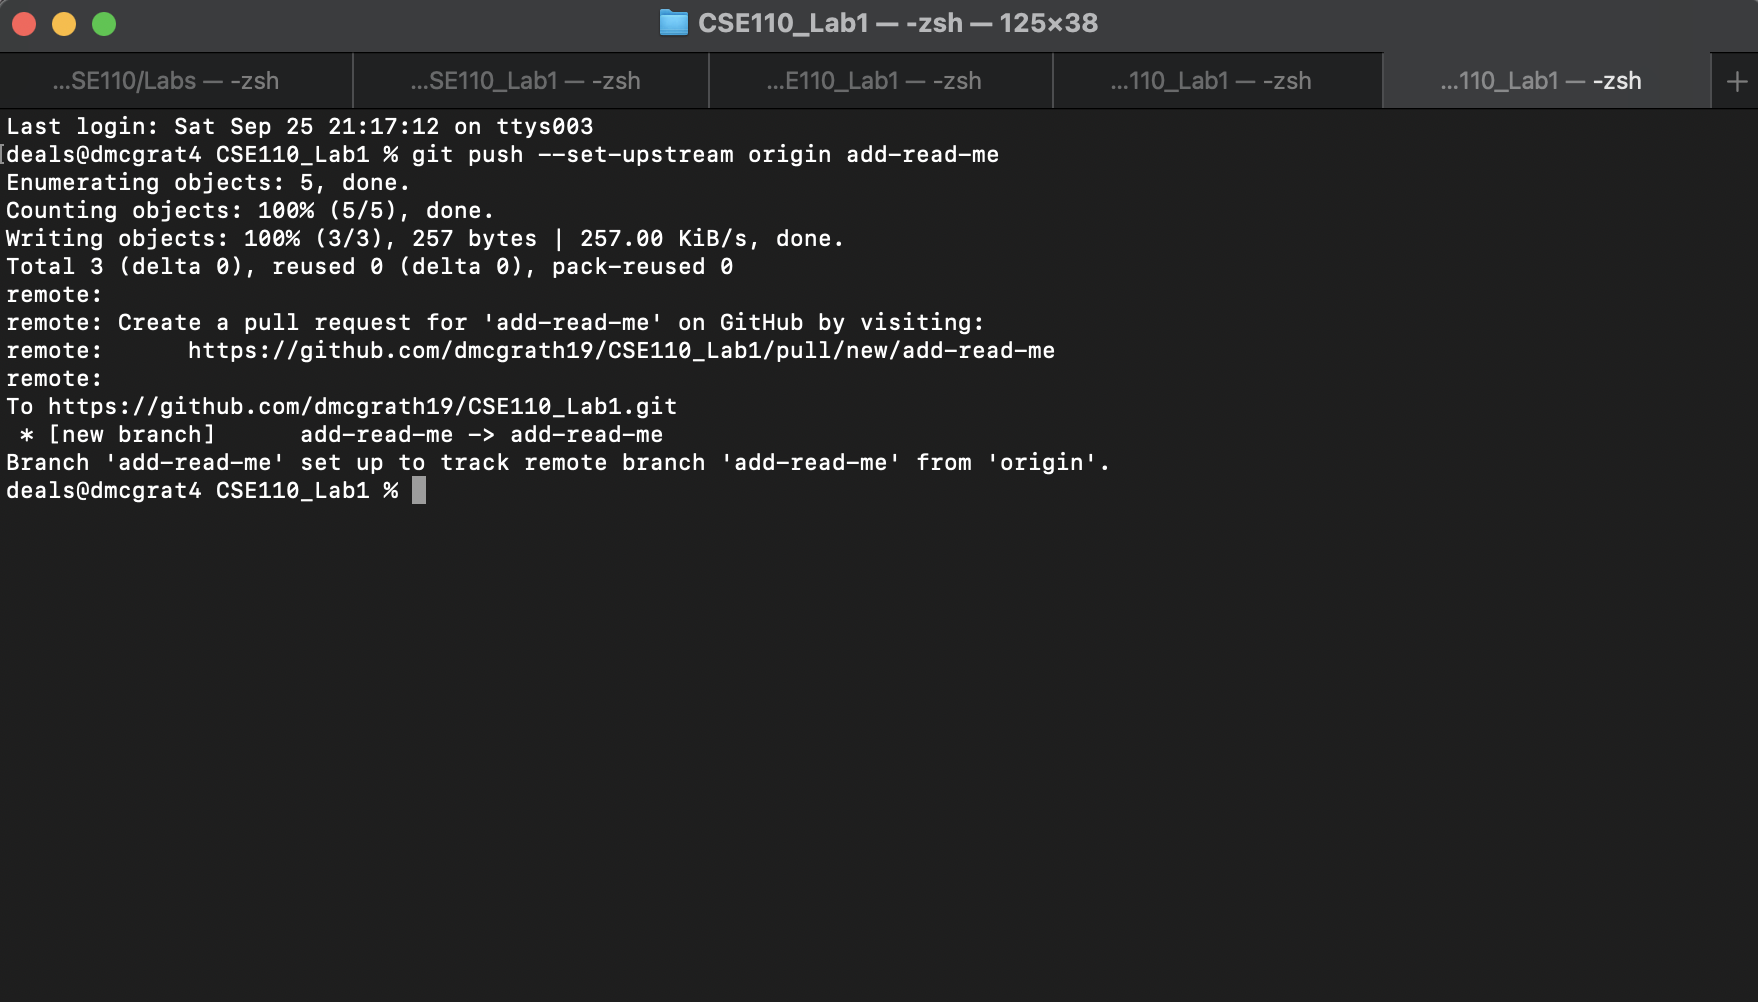 CSE110_Lab1 — -zsh — 125×38
...SE110/Labs — -zsh
...SE110_Lab1 — -zsh
...E110_Lab1 — -zsh
...110_Lab1 — -zsh
...110_Lab1 — -zsh
+
Last login: Sat Sep 25 21:17:12 on ttys003
[deals@dmcgrat4 CSE110_Lab1 % git push --set-upstream origin add-read-me
Enumerating objects: 5, done.
Counting objects: 100% (5/5), done.
Writing objects: 100% (3/3), 257 bytes | 257.00 KiB/s, done.
Total 3 (delta 0), reused 0 (delta 0), pack-reused 0
remote:
remote: Create a pull request for 'add-read-me' on GitHub by visiting:
remote:      https://github.com/dmcgrath19/CSE110_Lab1/pull/new/add-read-me
remote:
To https://github.com/dmcgrath19/CSE110_Lab1.git
 * [new branch]      add-read-me -> add-read-me
Branch 'add-read-me' set up to track remote branch 'add-read-me' from 'origin'.
deals@dmcgrat4 CSE110_Lab1 %